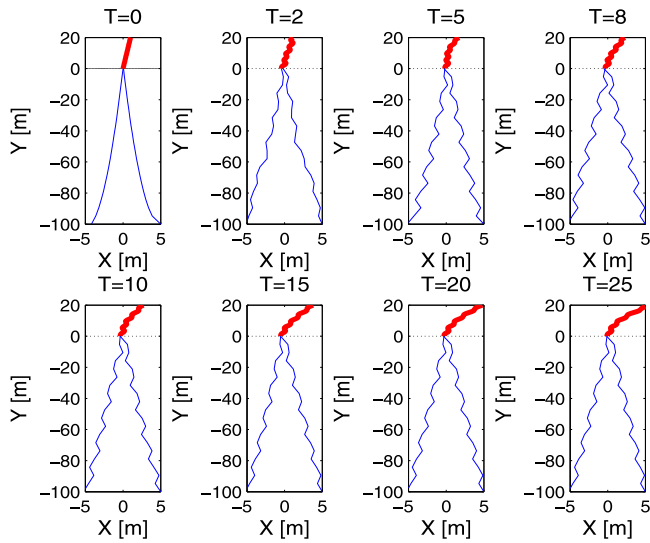 T=0 T=2 T=5 T=8
20 20 20 20
0 0 0 0
−20 −20 −20 −20
−40 −40 −40 −40
−60 −60 −60 −60
−80 −80 −80 −80
−100 −100 −100 −100
Y [m] Y [m] Y [m] Y [m]
−5 0 5 −5 0 5 −5 0 5 −5 0 5
X [m] X [m] X [m] X [m]
T=10 T=15 T=20 T=25
20 20 20 20
0 0 0 0
−20 −20 −20 −20
−40 −40 −40 −40
−60 −60 −60 −60
−80 −80 −80 −80
−100 −100 −100 −100
Y [m] Y [m] Y [m] Y [m]
−5 0 5 −5 0 5 −5 0 5 −5 0 5
X [m] X [m] X [m] X [m]